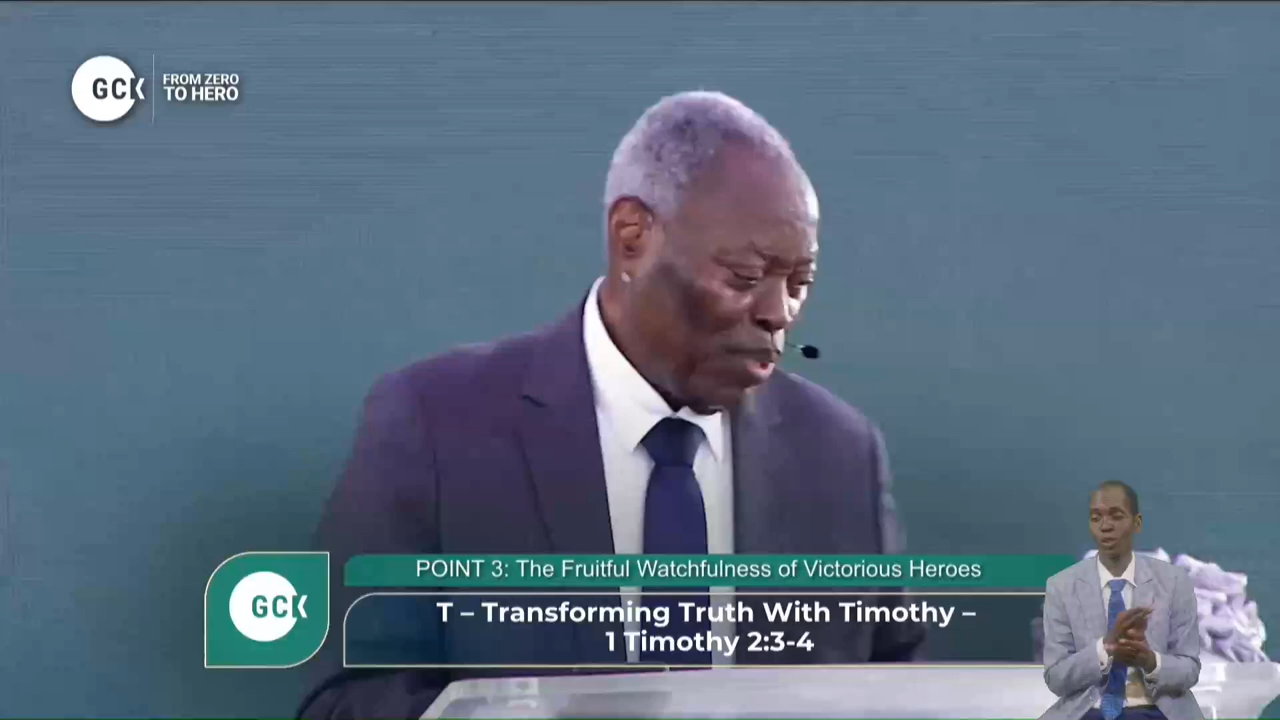 GCK
FROM ZERO
TO HERO
POINT 3: The Fruitful Watchfulness of Victorious Heroes
GCK
T – Transforming Truth With Timothy –
1 Timothy 2:3-4